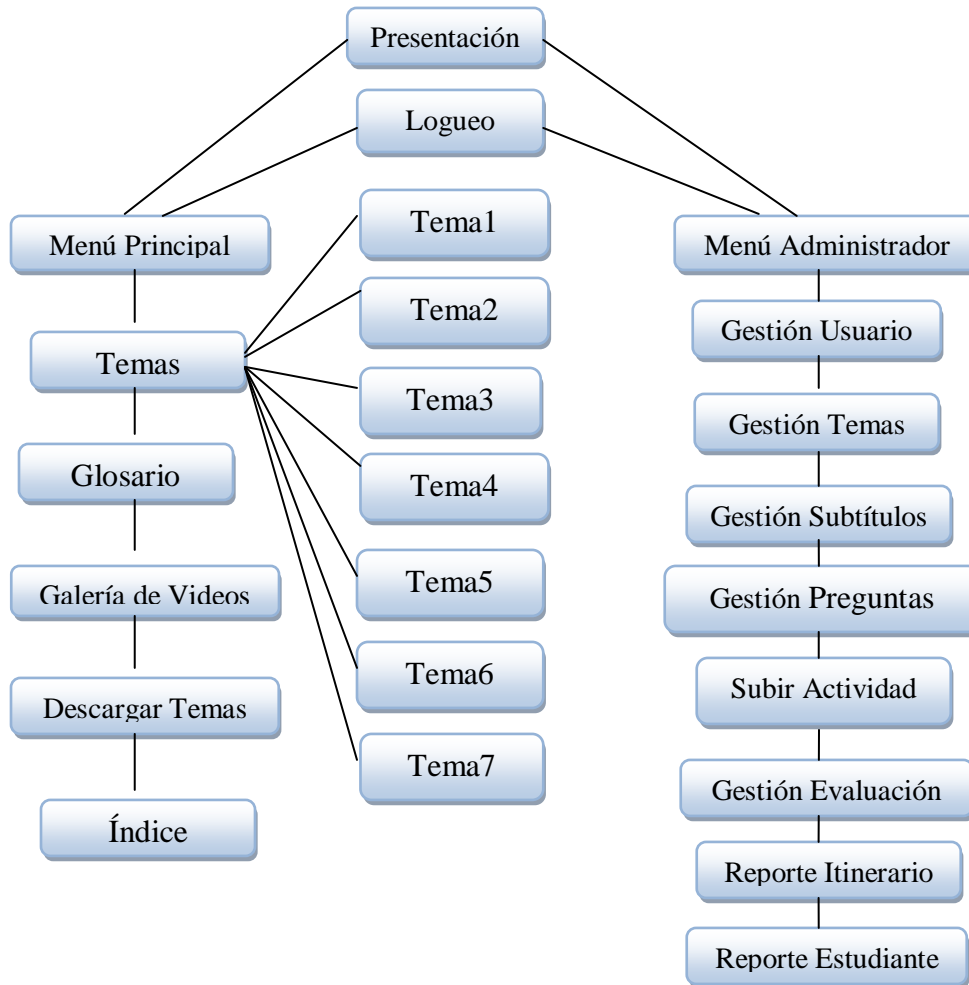 Presentación
Logueo
Menú Principal
Temas
Glosario
Galería de Videos
Descargar Temas
Índice
Tema1
Tema2
Tema3
Tema4
Tema5
Tema6
Tema7
Menú Administrador
Gestión Usuario
Gestión Temas
Gestión Subtítulos
Gestión Preguntas
Subir Actividad
Gestión Evaluación
Reporte Itinerario
Reporte Estudiante